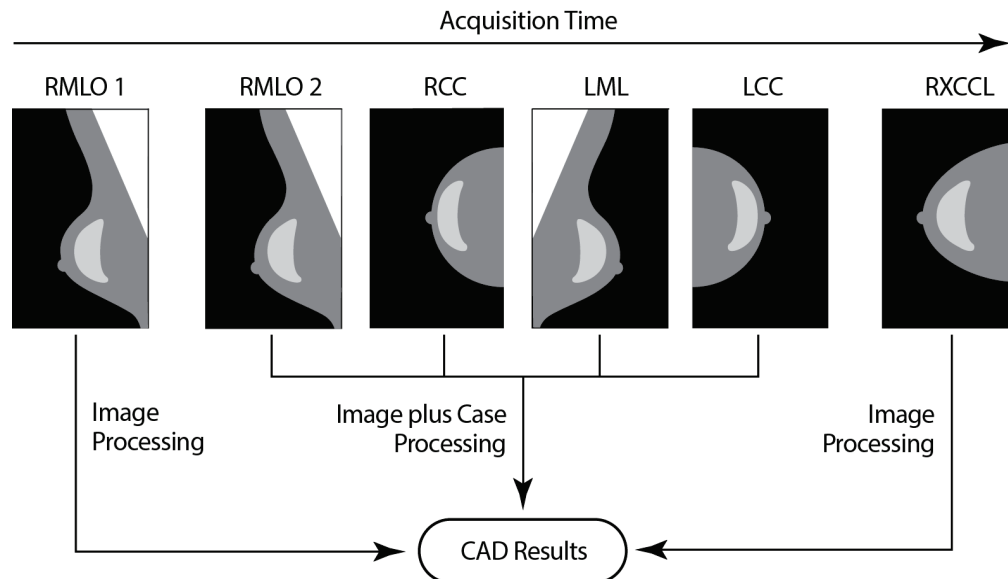 Acquisition Time
RMLO 1
RMLO 2
RCC
LML
LCC
RXCCL
Image
Processing
Image plus Case
Processing
Image
Processing
CAD Results